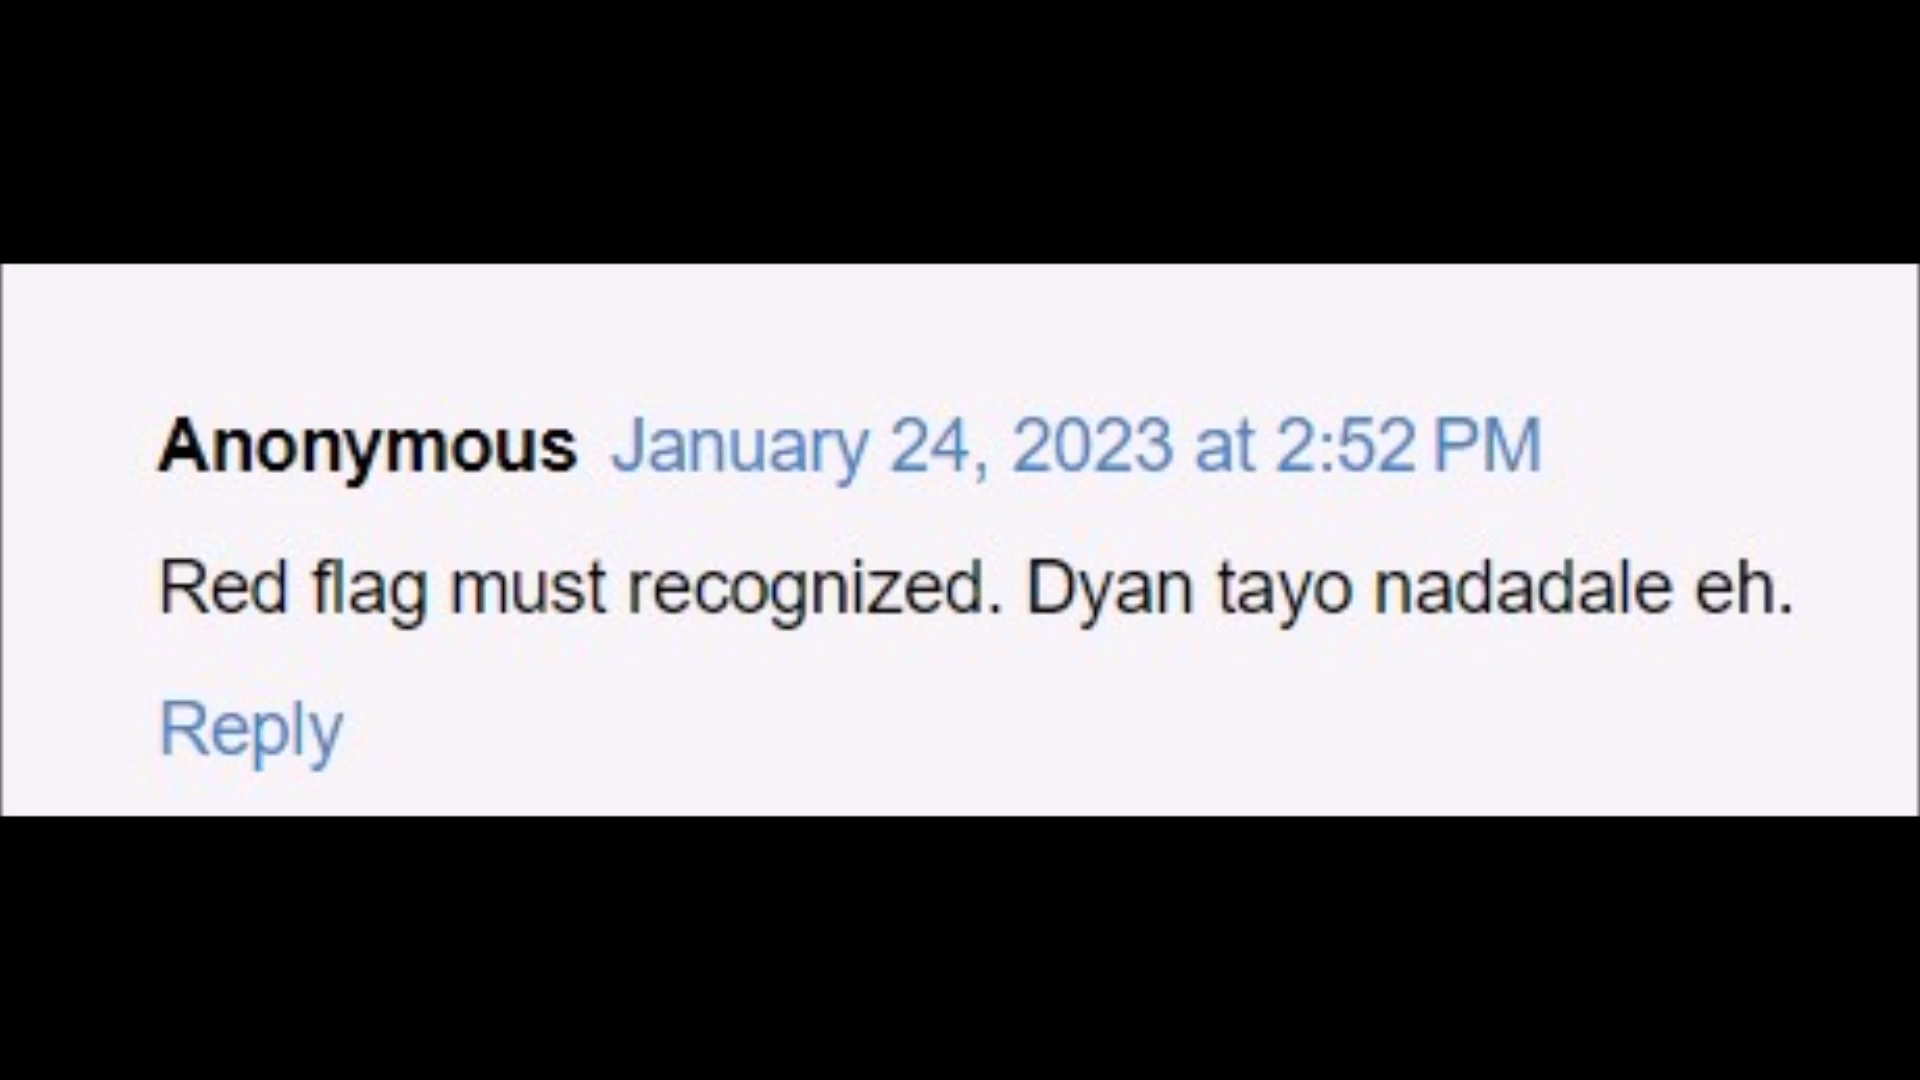 Anonymous January 24, 2023 at 2:52 PM
Red flag must recognized. Dyan tayo nadadale eh.
Reply